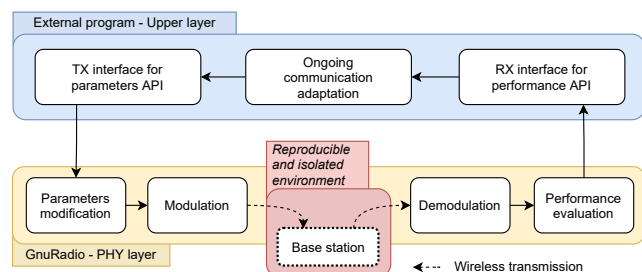 External program - Upper layer
TX interface for
parameters API
Ongoing
communication
adaptation
RX interface for
performance API
Reproducible
and isolated
environment
Parameters
modification
Modulation
Base station
Demodulation
Performance
evaluation
GnuRadio - PHY layer
Wireless transmission